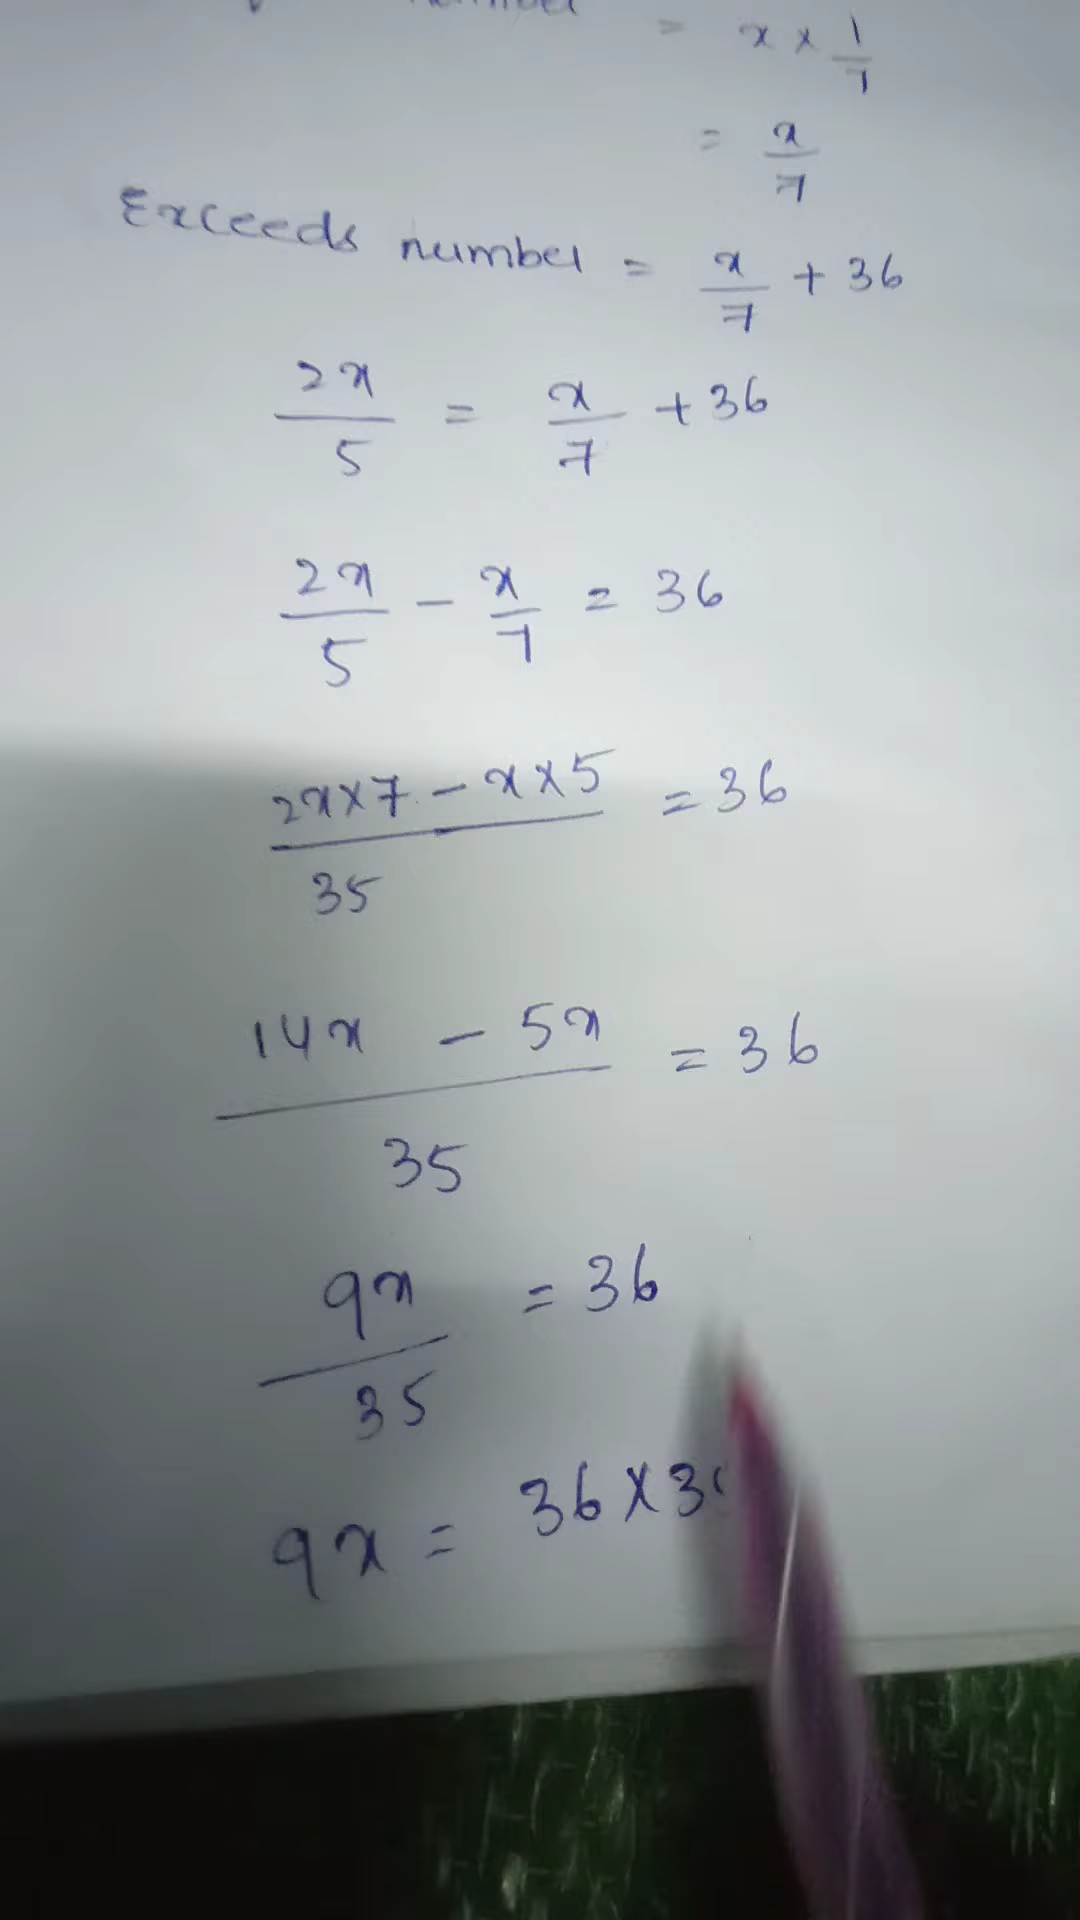 = x × 1/7
= x/7
Exceeds number = x/7 + 36
2x/5 = x/7 + 36
2x/5 - x/7 = 36
2x×7 - x×5/35 = 36
14x - 5x/35 = 36
9x/35 = 36
9x = 36×3